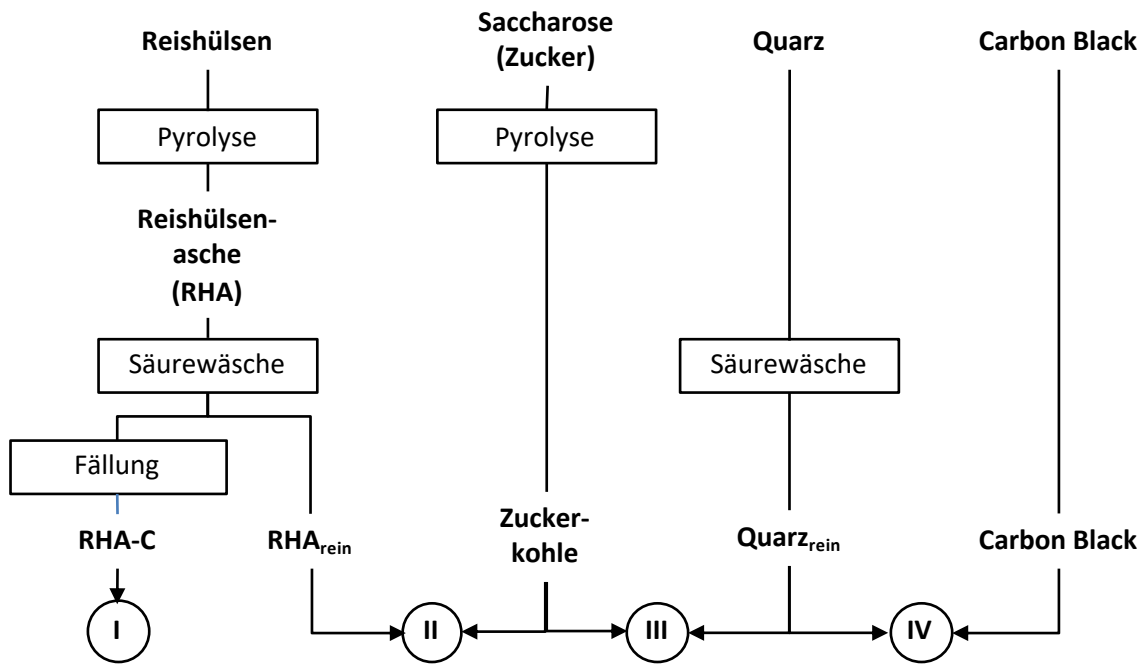 Reishülsen
Saccharose
(Zucker)
Quarz
Carbon Black
Pyrolyse
Pyrolyse
Reishülsen-
asche
(RHA)
Säurewäsche
Säurewäsche
Fällung
RHA-C
RHArein
Zucker-
kohle
Quarzrein
Carbon Black
I
II
III
IV